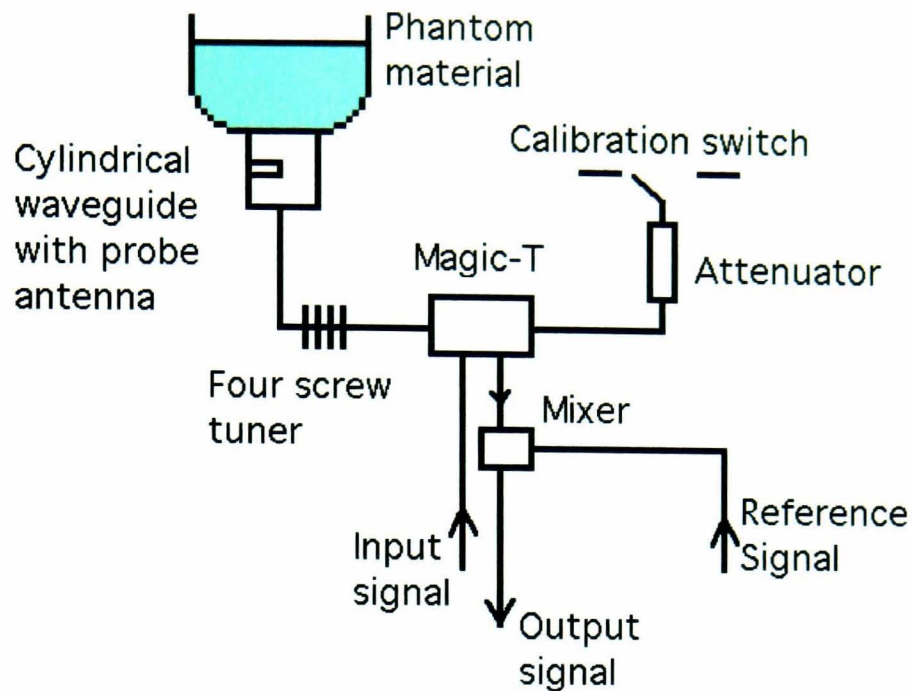 Phantom
material
Calibration switch
Cylindrical
waveguide
with probe
antenna
Magic-T
Attenuator
Four screw
tuner
Mixer
Input
signal
Reference
Signal
Output
signal